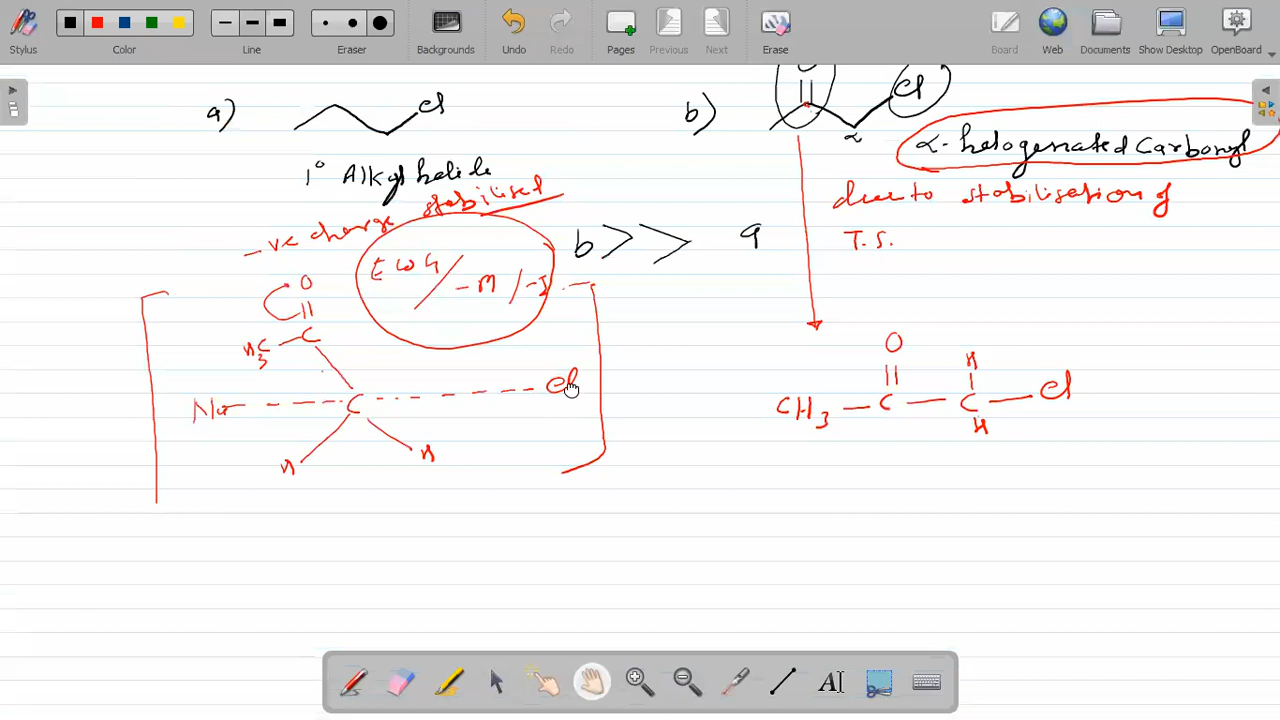 Stylus
Color
Line
Eraser
Backgrounds
Undo
Redo
Pages
Previous
Next
Erase
Board
Web
Documents
Show Desktop
OpenBoard
a)
Cl
1° Alkyl halide
-ve charge stabilised
EWG/-M/-I
b >> a
b)
O
Cl
α
α-halogenated Carbonyl
due to stabilisation of
T.S.
O
H3C-C
Nu C Cl
H H
O H
CH3-C-C-Cl
H
AI